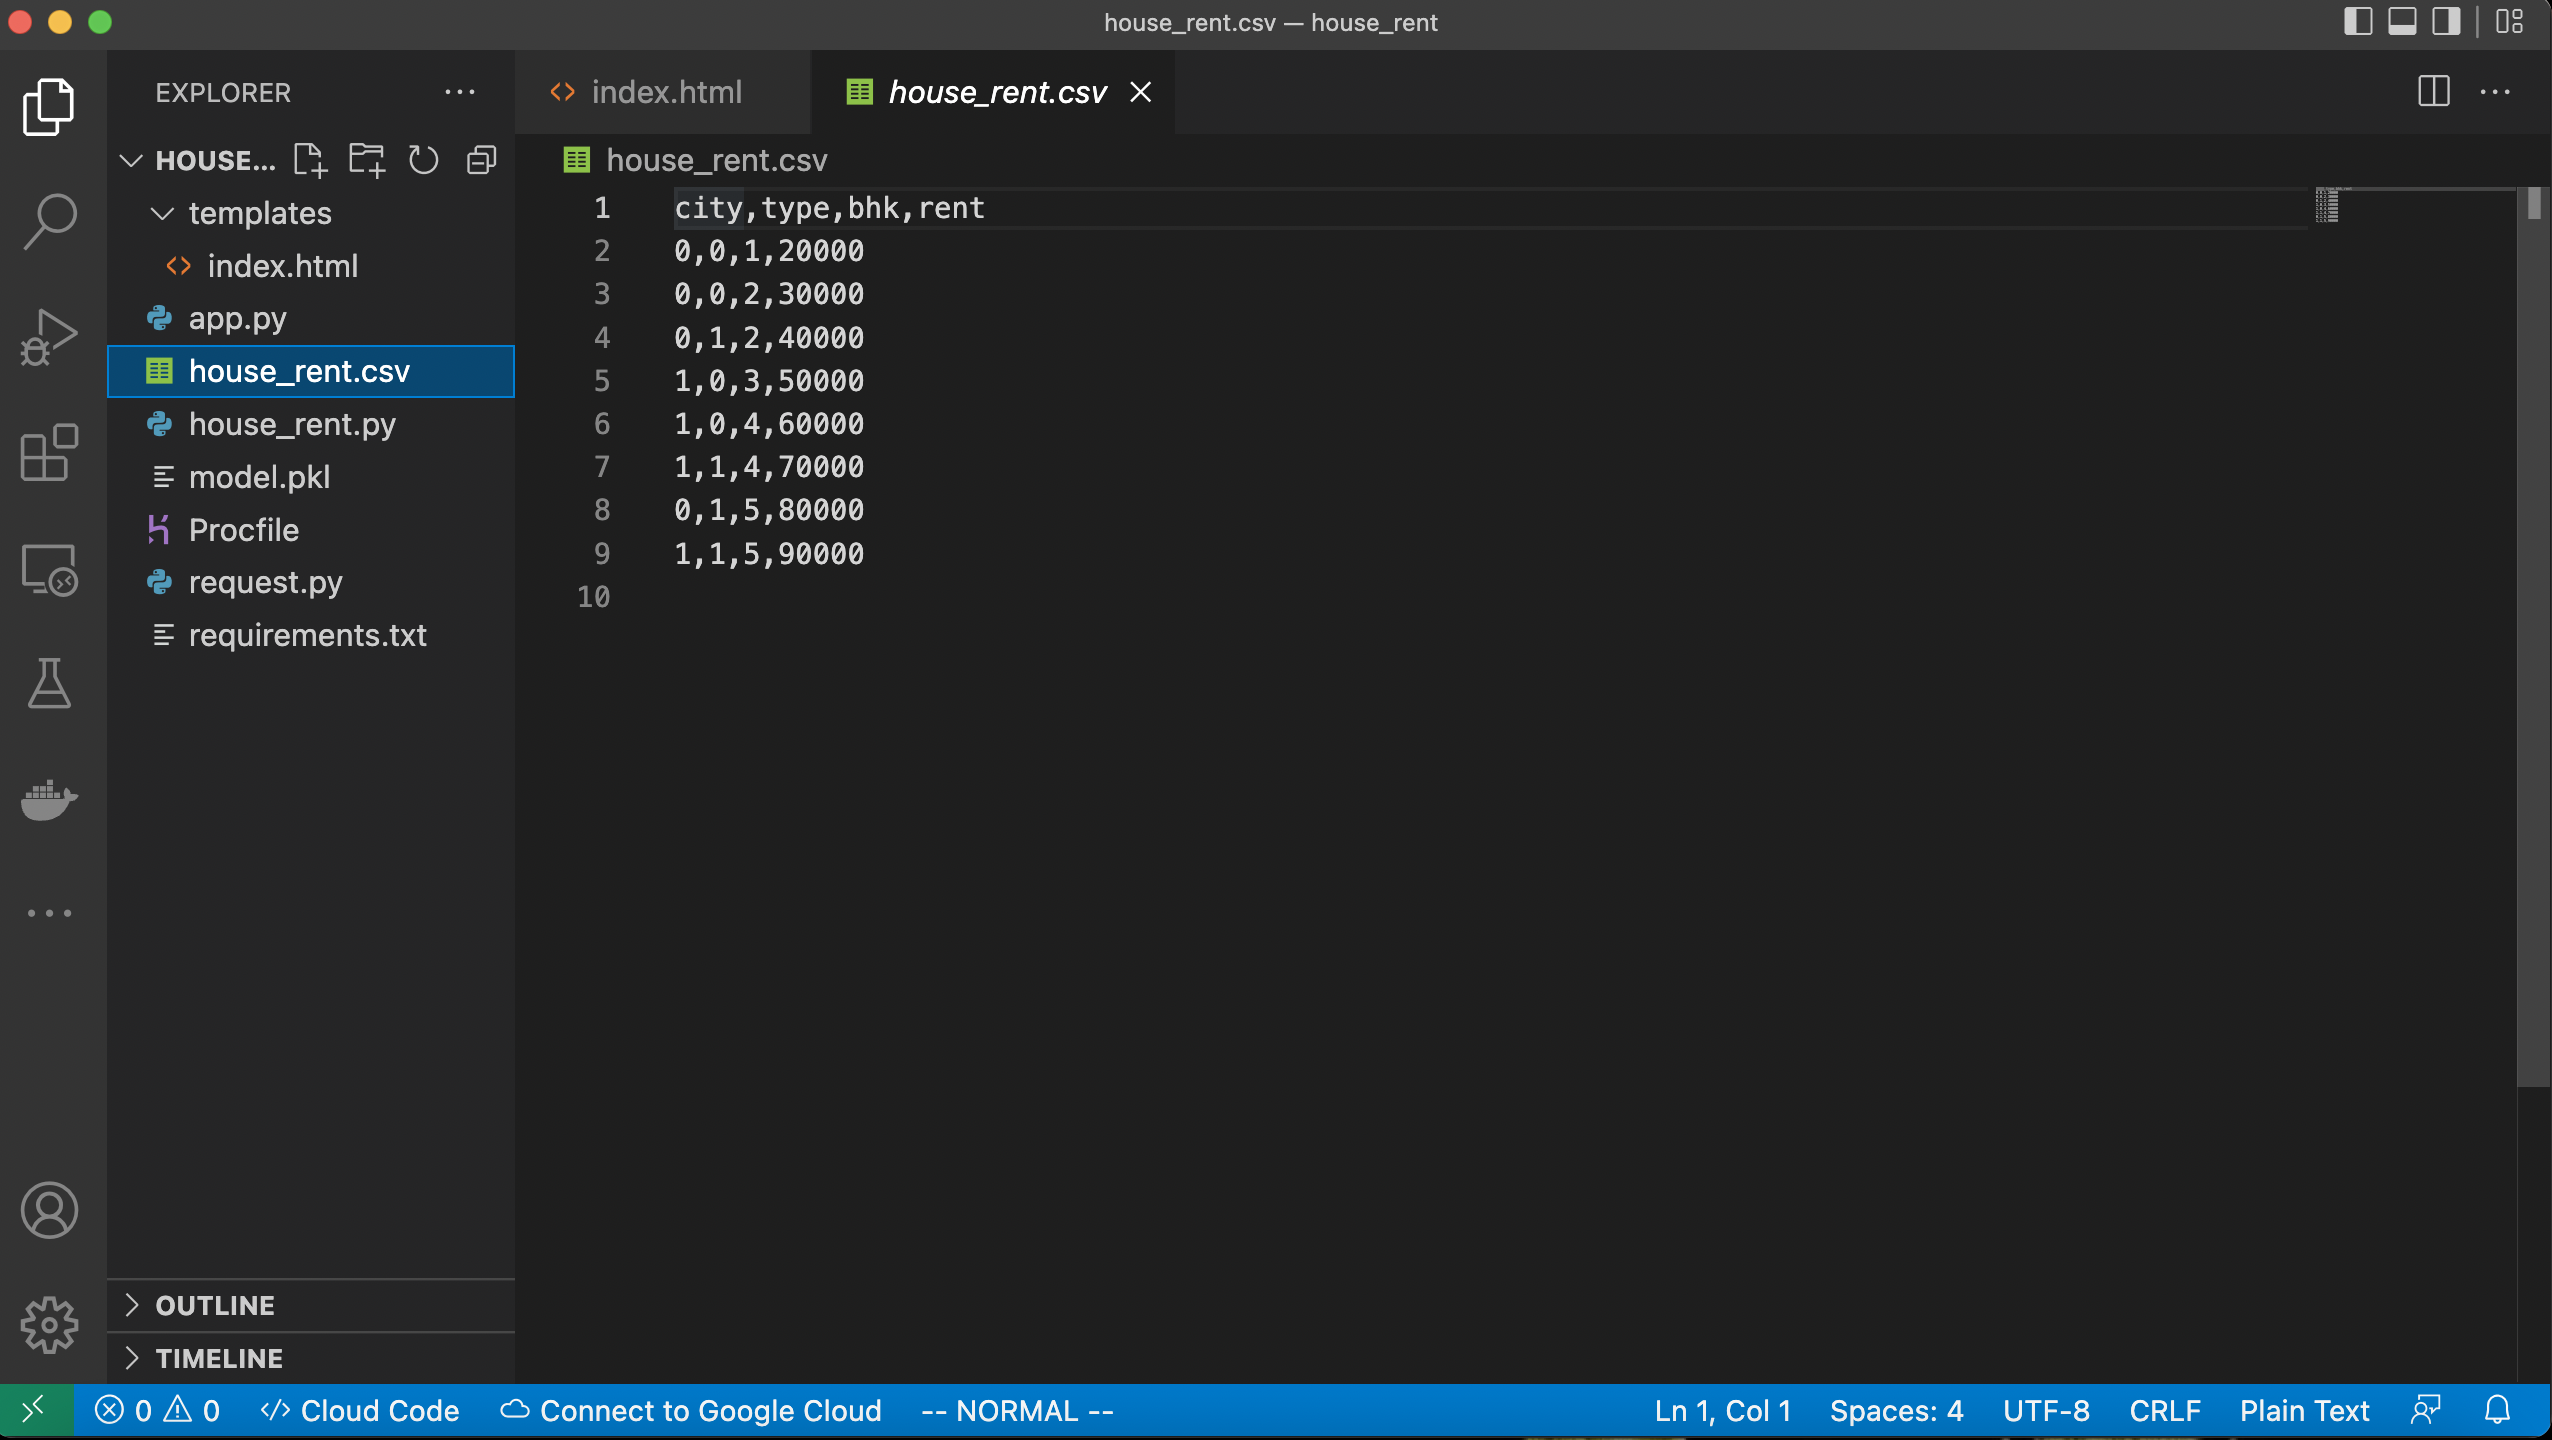 house_rent.csv — house_rent
EXPLORER
index.html
house_rent.csv
HOUSE...
house_rent.csv
templates
index.html
app.py
house_rent.csv
house_rent.py
model.pkl
Procfile
request.py
requirements.txt
1 city,type,bhk,rent
2 0,0,1,20000
3 0,0,2,30000
4 0,1,2,40000
5 1,0,3,50000
6 1,0,4,60000
7 1,1,4,70000
8 0,1,5,80000
9 1,1,5,90000
10
OUTLINE
TIMELINE
0 0 Cloud Code Connect to Google Cloud -- NORMAL -- Ln 1, Col 1 Spaces: 4 UTF-8 CRLF Plain Text